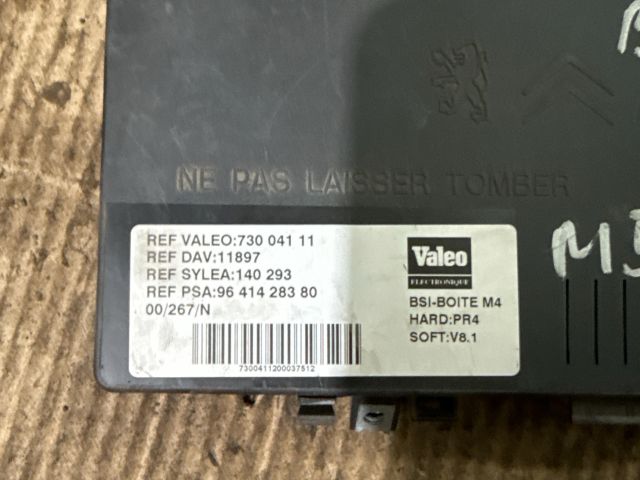 NE PAS LAISSER TOMBER
REF VALEO:730 041 11
REF DAV:11897
REF SYLEA:140 293
REF PSA:96 414 283 80
00/267/N
7300411200037512
Valeo
ELECTRONIQUE
BSI-BOITE M4
HARD:PR4
SOFT:V8.1